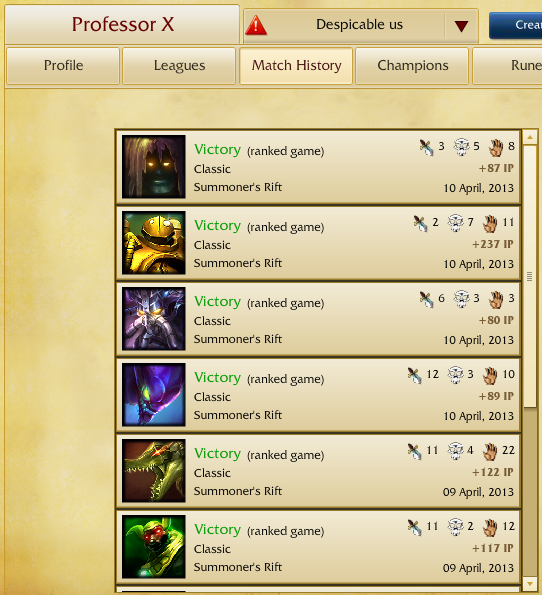 Professor X
Despicable us
Crea
Profile
Leagues
Match History
Champions
Rune
Victory (ranked game) 3 5 8
Classic +87 IP
Summoner's Rift 10 April, 2013
Victory (ranked game) 2 7 11
Classic +237 IP
Summoner's Rift 10 April, 2013
Victory (ranked game) 6 3 3
Classic +80 IP
Summoner's Rift 10 April, 2013
Victory (ranked game) 12 3 10
Classic +89 IP
Summoner's Rift 10 April, 2013
Victory (ranked game) 11 4 22
Classic +122 IP
Summoner's Rift 09 April, 2013
Victory (ranked game) 11 2 12
Classic +117 IP
Summoner's Rift 09 April, 2013